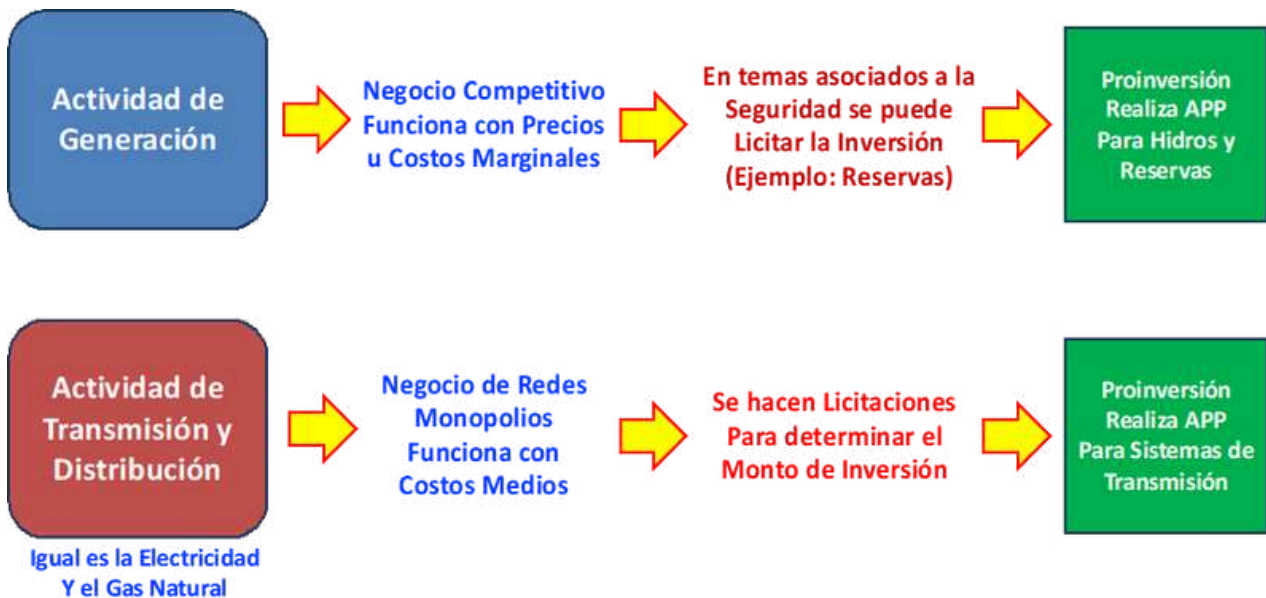 Actividad de
Generación
Negocio Competitivo
Funciona con Precios
u Costos Marginales
En temas asociados a la
Seguridad se puede
Licitar la Inversión
(Ejemplo: Reservas)
Proinversión
Realiza APP
Para Hidros y
Reservas
Actividad de
Transmisión y
Distribución
Igual es la Electricidad
Y el Gas Natural
Negocio de Redes
Monopolios
Funciona con
Costos Medios
Se hacen Licitaciones
Para determinar el
Monto de Inversión
Proinversión
Realiza APP
Para Sistemas de
Transmisión